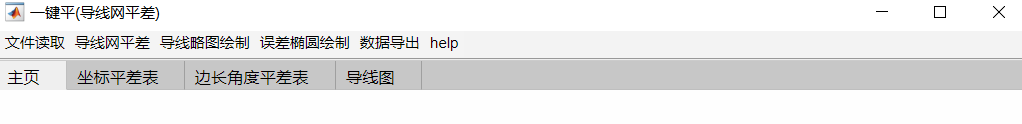 一键平(导线网平差)
文件读取 导线网平差 导线略图绘制 误差椭圆绘制 数据导出 help
主页 坐标平差表 边长角度平差表 导线图